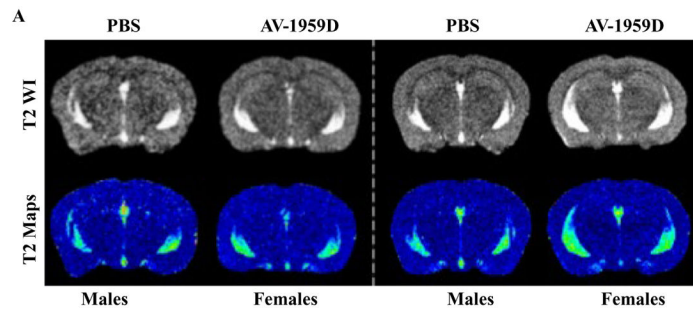 A
PBS AV-1959D PBS AV-1959D
T2 WI
T2 Maps
Males Females Males Females